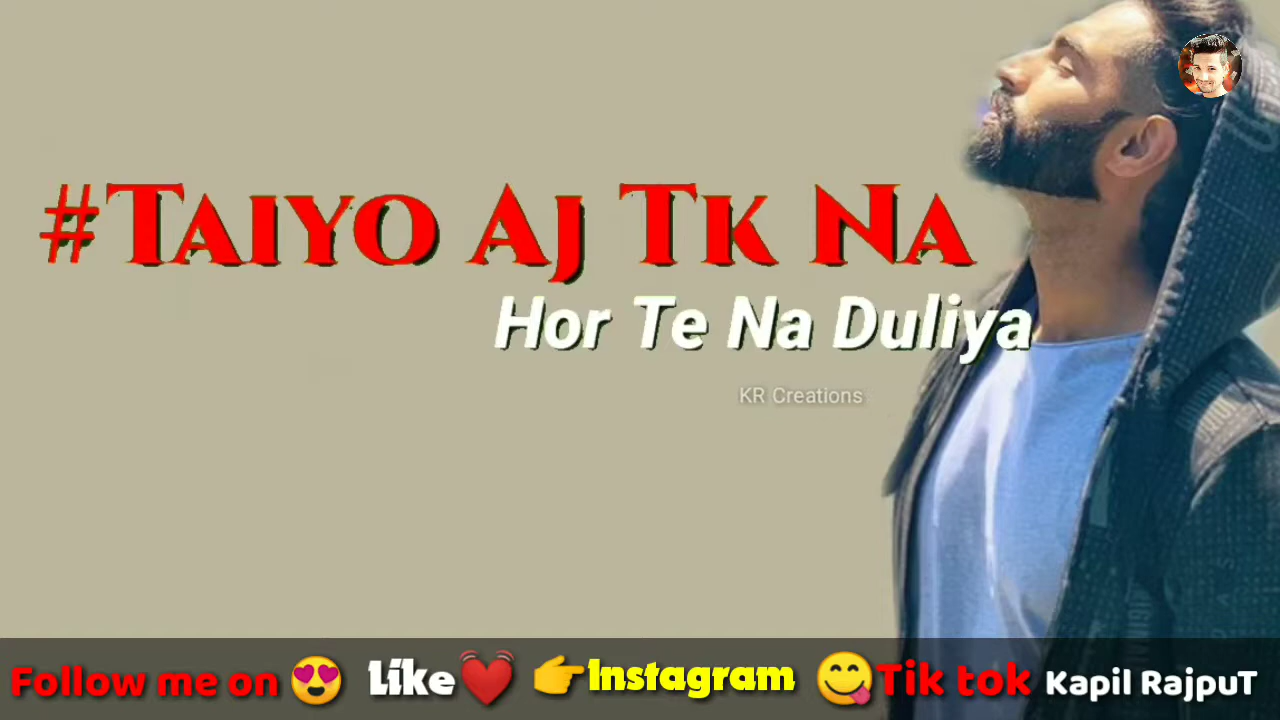 #Taiyo Aj Tk Na
Hor Te Na Duliya
KR Creations
Follow me on 😍 Like 💓 👉 Instagram 😋 Tik tok Kapil RajpuT